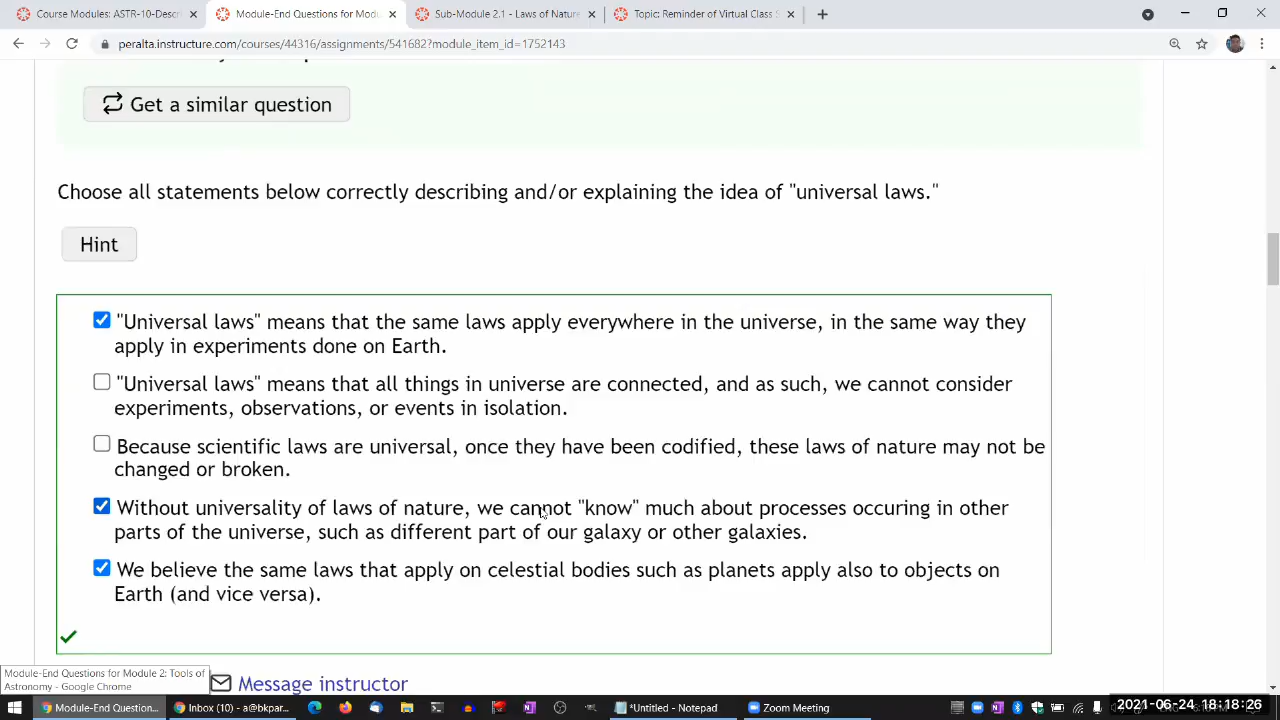 Course Modules: ASTR-10-Descri
Module-End Questions for Modu
Sub-Module 2.1 - Laws of Nature
Topic: Reminder of Virtual Class S
peralta.instructure.com/courses/44316/assignments/541682?module_item_id=1752143
Get a similar question
Choose all statements below correctly describing and/or explaining the idea of "universal laws."
Hint
"Universal laws" means that the same laws apply everywhere in the universe, in the same way they
apply in experiments done on Earth.
"Universal laws" means that all things in universe are connected, and as such, we cannot consider
experiments, observations, or events in isolation.
Because scientific laws are universal, once they have been codified, these laws of nature may not be
changed or broken.
Without universality of laws of nature, we cannot "know" much about processes occuring in other
parts of the universe, such as different part of our galaxy or other galaxies.
We believe the same laws that apply on celestial bodies such as planets apply also to objects on
Earth (and vice versa).
Module-End Questions for Module 2: Tools of
Astronomy - Google Chrome
Message instructor
Module-End Question...
Inbox (10) - a@bkpar...
*Untitled - Notepad
Zoom Meeting
2021-06-24 18:18:26